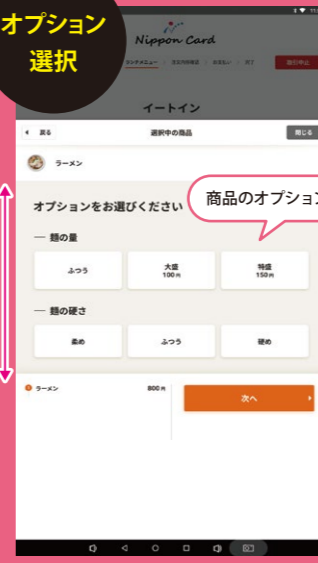 オプション
選択
Nippon Card
取引中止
イートイン
戻る
選択中の商品
閉じる
ラーメン
オプションをお選びください
商品のオプション
麺の量
ふつう
大盛
100円
特盛
150円
麺の硬さ
柔め
ふつう
硬め
ラーメン
800円
次へ